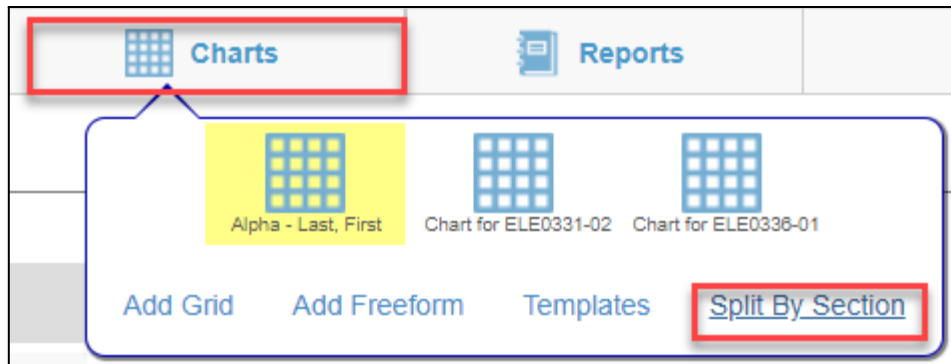 Charts
Reports
Alpha - Last, First
Chart for ELE0331-02
Chart for ELE0336-01
Add Grid
Add Freeform
Templates
Split By Section